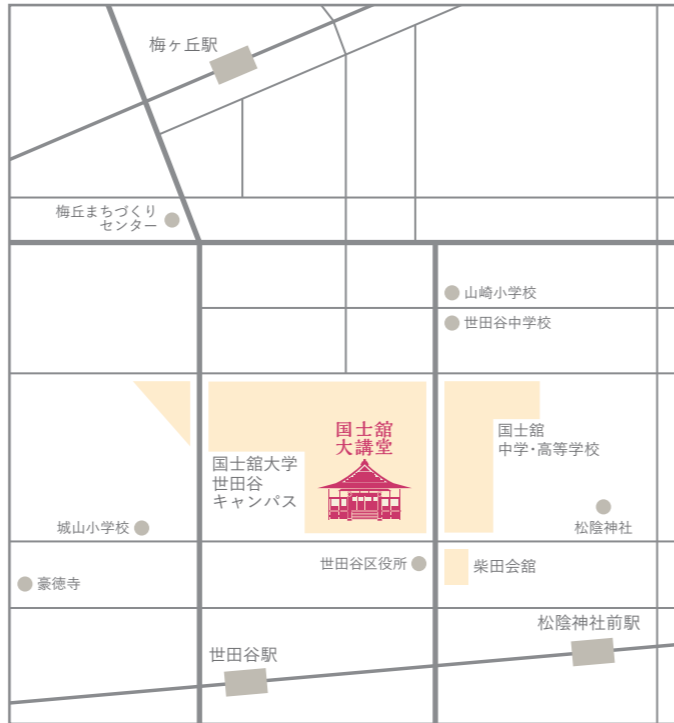 梅ヶ丘駅
梅丘まちづくり
センター
山崎小学校
世田谷中学校
国士舘
大講堂
国士舘
中学・高等学校
国士舘大学
世田谷
キャンパス
城山小学校
松陰神社
世田谷区役所
柴田会舘
豪徳寺
松陰神社前駅
世田谷駅